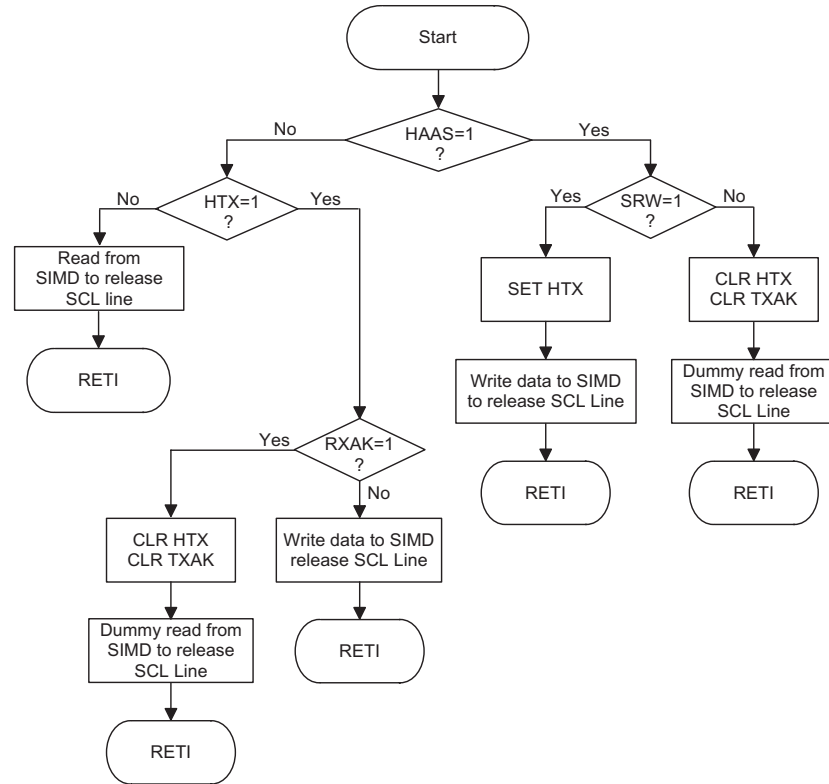 Start
HAAS=1
?
No
Yes
HTX=1
?
No
Yes
SRW=1
?
Yes
No
Read from
SIMD to release
SCL line
RETI
SET HTX
Write data to SIMD
to release SCL Line
RETI
CLR HTX
CLR TXAK
Dummy read from
SIMD to release
SCL Line
RETI
RXAK=1
?
Yes
No
CLR HTX
CLR TXAK
Dummy read from
SIMD to release
SCL Line
RETI
Write data to SIMD
release SCL Line
RETI